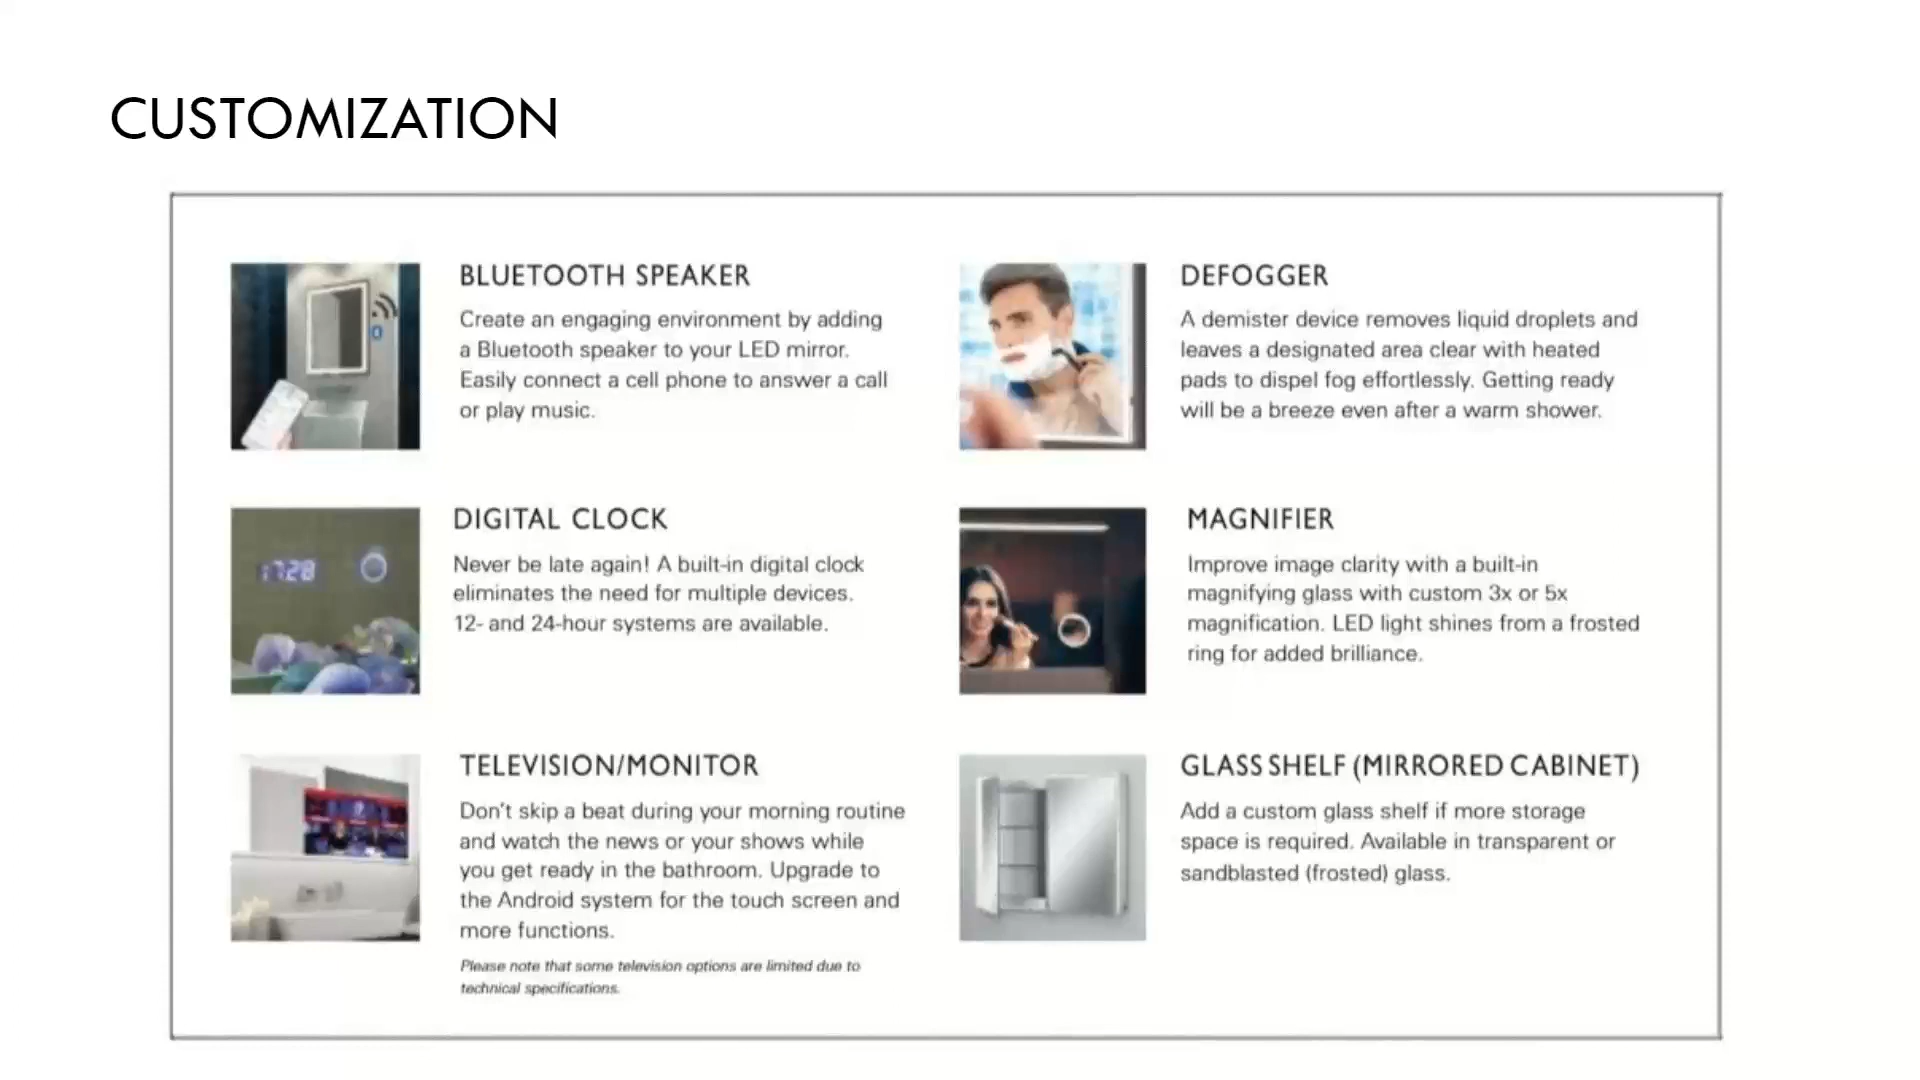 CUSTOMIZATION
BLUETOOTH SPEAKER
Create an engaging environment by adding
a Bluetooth speaker to your LED mirror.
Easily connect a cell phone to answer a call
or play music.
DEFOGGER
A demister device removes liquid droplets and
leaves a designated area clear with heated
pads to dispel fog effortlessly. Getting ready
will be a breeze even after a warm shower.
DIGITAL CLOCK
Never be late again! A built-in digital clock
eliminates the need for multiple devices.
12- and 24-hour systems are available.
17:28
MAGNIFIER
Improve image clarity with a built-in
magnifying glass with custom 3x or 5x
magnification. LED light shines from a frosted
ring for added brilliance.
TELEVISION/MONITOR
Don't skip a beat during your morning routine
and watch the news or your shows while
you get ready in the bathroom. Upgrade to
the Android system for the touch screen and
more functions.
Please note that some television options are limited due to
technical specifications.
GLASS SHELF (MIRRORED CABINET)
Add a custom glass shelf if more storage
space is required. Available in transparent or
sandblasted (frosted) glass.